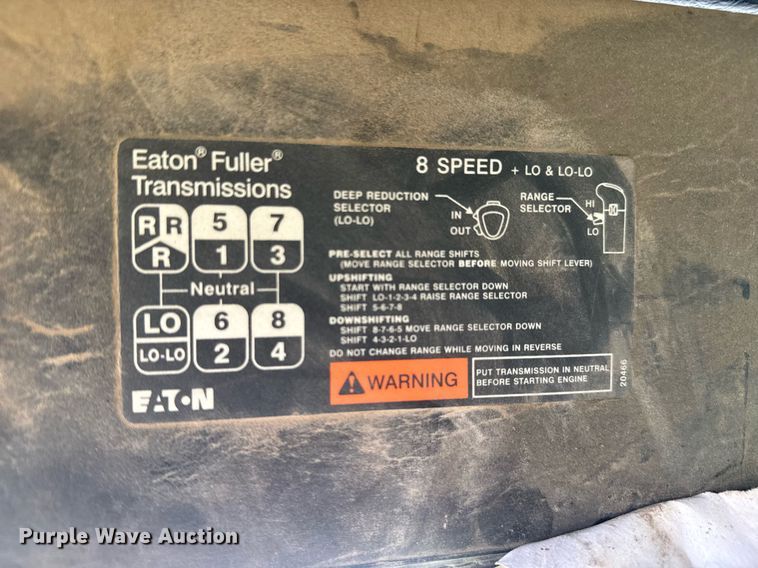 Eaton® Fuller®
Transmissions
8 SPEED + LO & LO-LO
R R 5 7
R 1 3
Neutral
LO 6 8
LO-LO 2 4
EATON
DEEP REDUCTION
SELECTOR
(LO-LO)
IN
OUT
RANGE
SELECTOR
HI
LO
PRE-SELECT ALL RANGE SHIFTS
(MOVE RANGE SELECTOR BEFORE MOVING SHIFT LEVER)
UPSHIFTING
START WITH RANGE SELECTOR DOWN
SHIFT LO-1-2-3-4 RAISE RANGE SELECTOR
SHIFT 5-6-7-8
DOWNSHIFTING
SHIFT 8-7-6-5 MOVE RANGE SELECTOR DOWN
SHIFT 4-3-2-1-LO
DO NOT CHANGE RANGE WHILE MOVING IN REVERSE
WARNING
PUT TRANSMISSION IN NEUTRAL
BEFORE STARTING ENGINE
20466
Purple Wave Auction